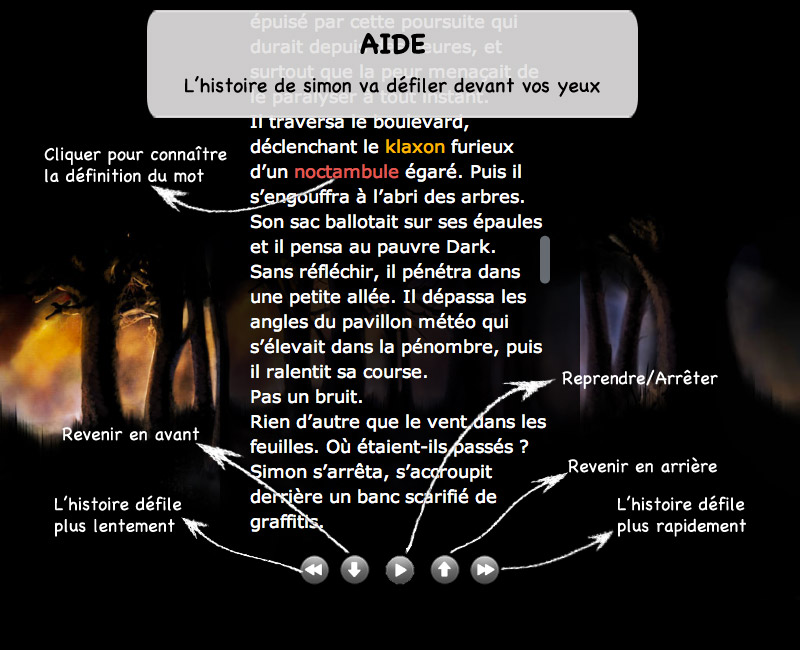 épuisé par cette poursuite qui
durait depuis eures, et
surtout que la peur menaçait de
le paralyser à tout instant.
AIDE
L'histoire de simon va défiler devant vos yeux
Il traversa le boulevard,
déclenchant le klaxon furieux
d'un noctambule égaré. Puis il
s'engouffra à l'abri des arbres.
Son sac ballotait sur ses épaules
et il pensa au pauvre Dark.
Sans réfléchir, il pénétra dans
une petite allée. Il dépassa les
angles du pavillon météo qui
s'élevait dans la pénombre, puis
il ralentit sa course.
Pas un bruit.
Rien d'autre que le vent dans les
feuilles. Où étaient-ils passés ?
Simon s'arrêta, s'accroupit
derrière un banc scarifié de
graffitis.
Cliquer pour connaître
la définition du mot
Reprendre/Arrêter
Revenir en avant
Revenir en arrière
L'histoire défile
plus lentement
L'histoire défile
plus rapidement